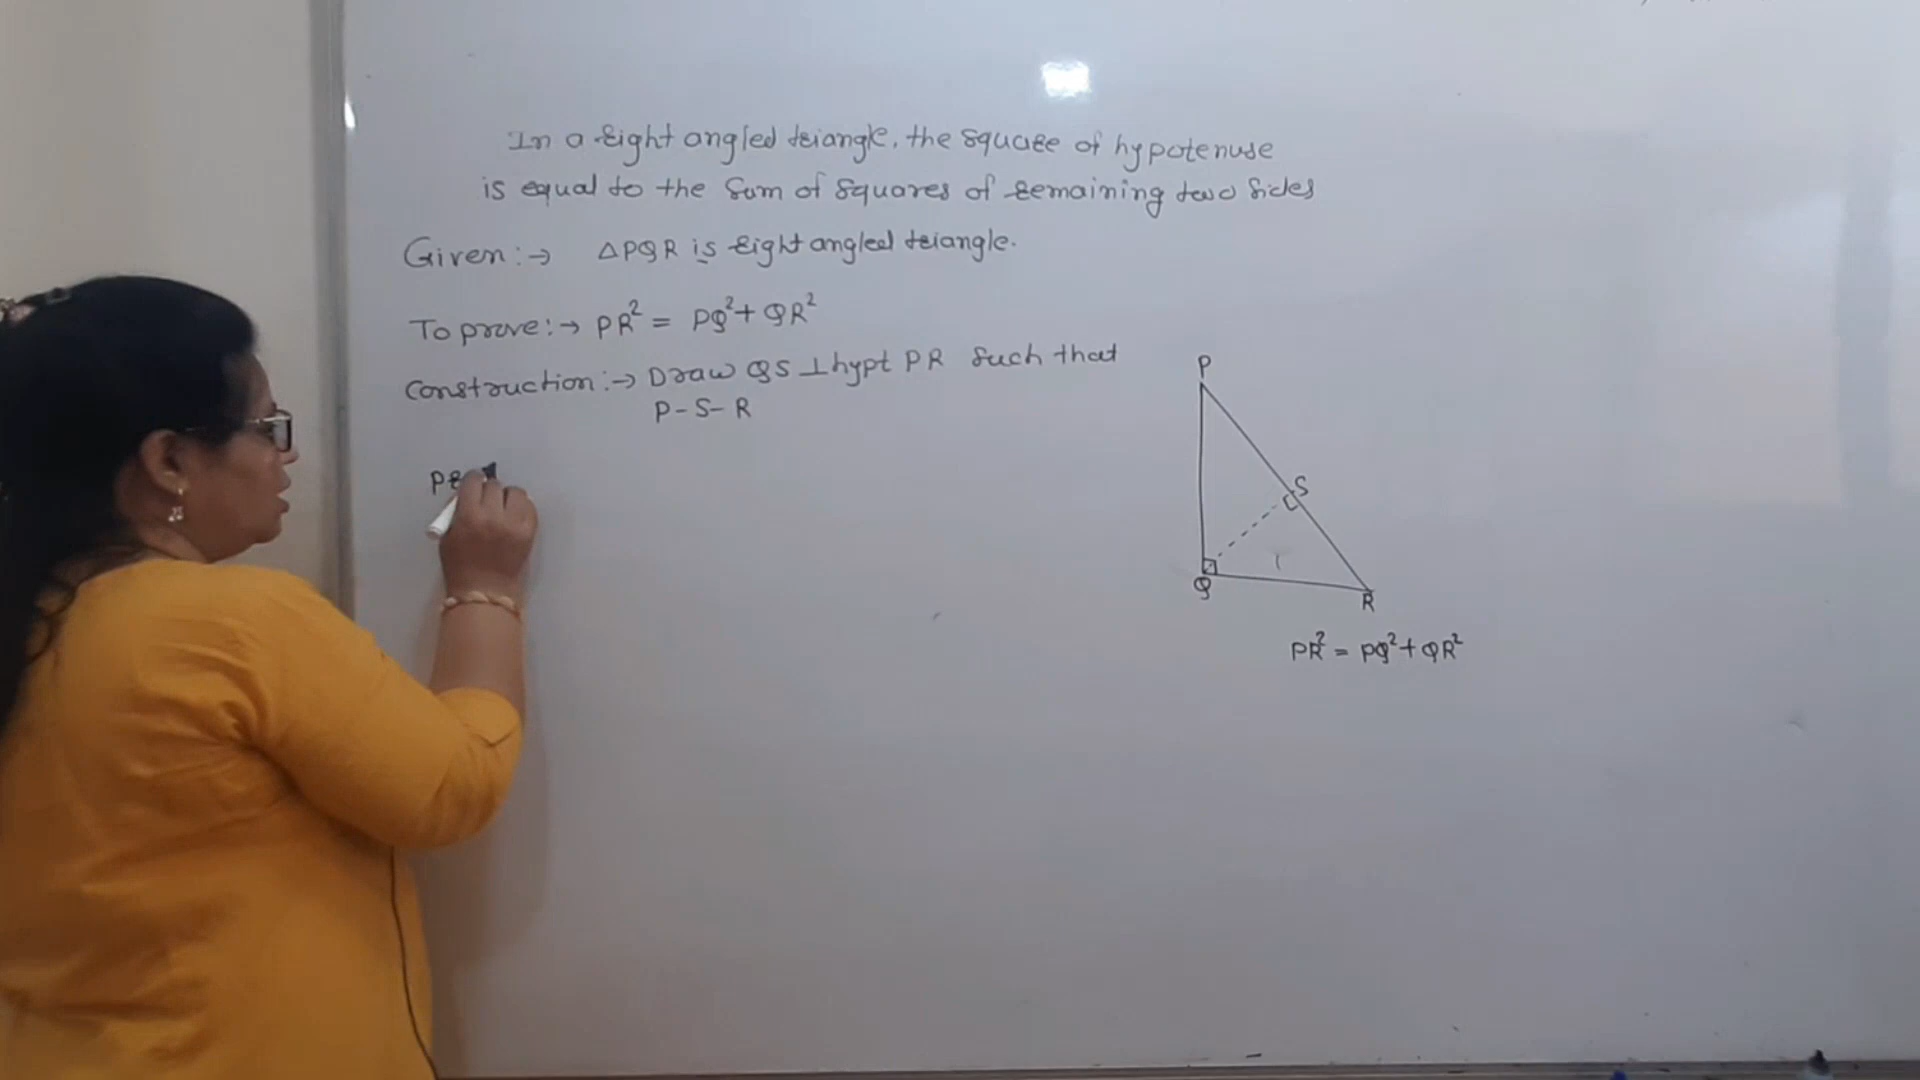 In a right angled triangle, the square of hypotenuse
is equal to the sum of squares of remaining two sides
Given:→ △PQR is right angled triangle.
To prove:→ PR² = PQ² + QR²
Construction:→ Draw QS ⊥ hypt PR such that
P - S - R
P
S
Q
R
PR² = PQ² + QR²